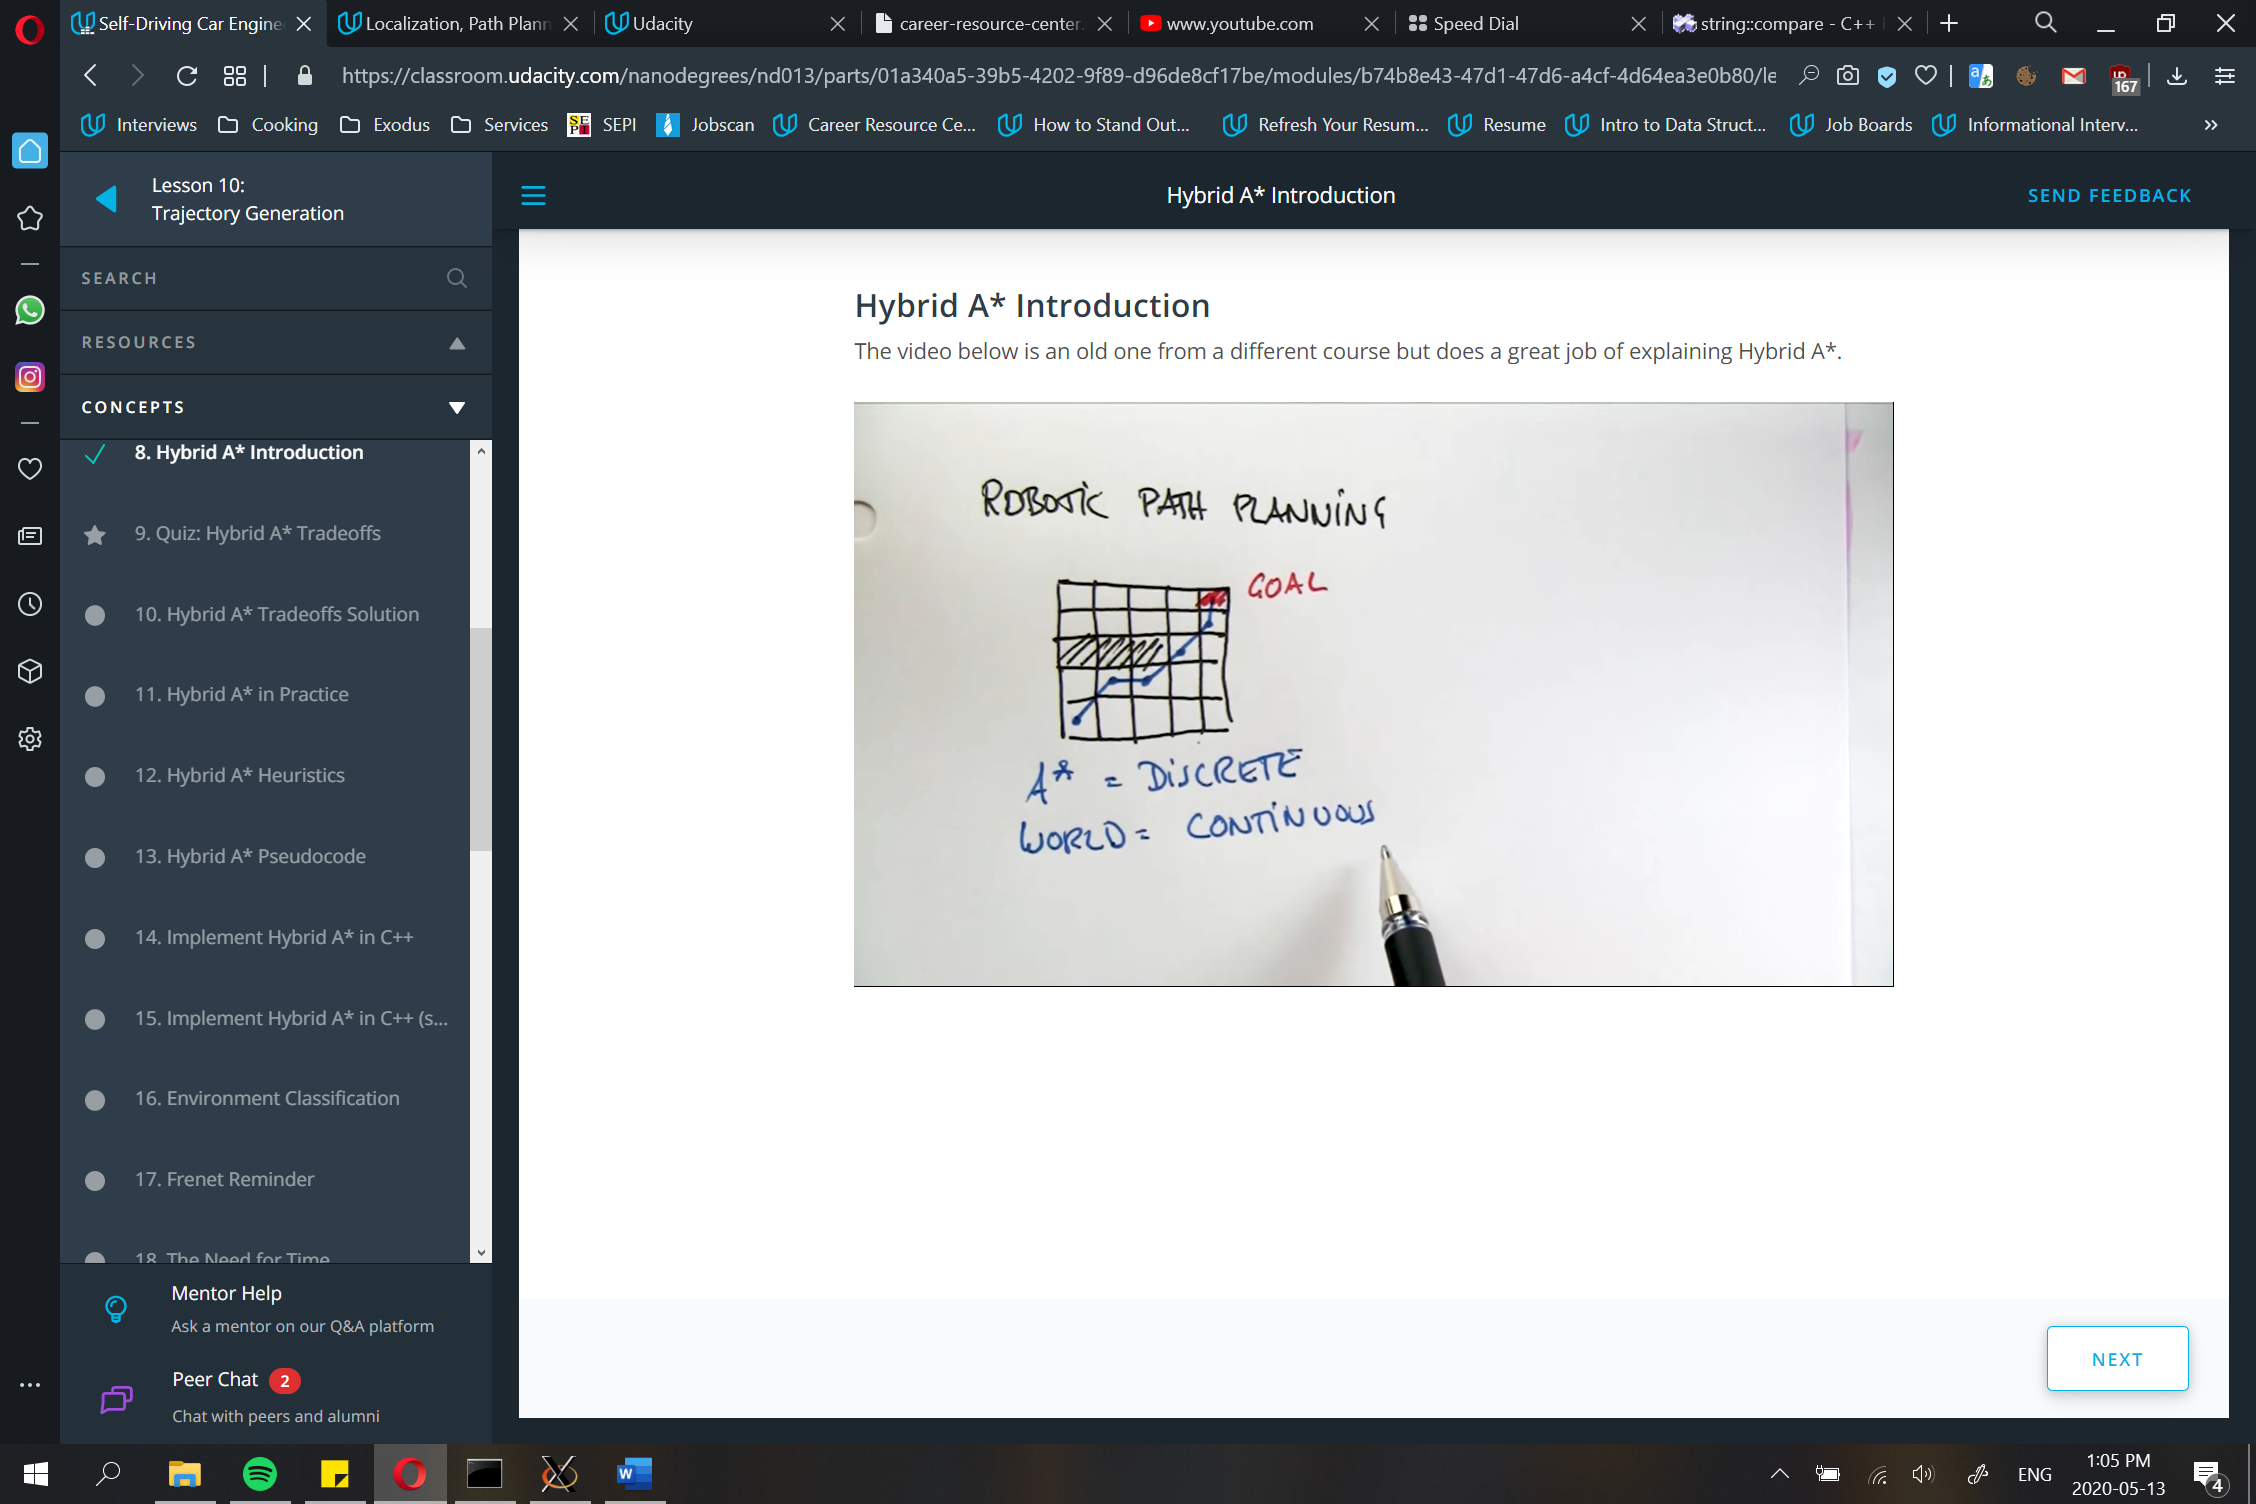 Self-Driving Car Engine
Localization, Path Plann
Udacity
career-resource-center.
www.youtube.com
Speed Dial
string::compare - C++
https://classroom.udacity.com/nanodegrees/nd013/parts/01a340a5-39b5-4202-9f89-d96de8cf17be/modules/b74b8e43-47d1-47d6-a4cf-4d64ea3e0b80/le
167
Interviews
Cooking
Exodus
Services
SEPI
SEPI
Jobscan
Career Resource Ce...
How to Stand Out...
Refresh Your Resum...
Resume
Intro to Data Struct...
Job Boards
Informational Interv...
Lesson 10:
Trajectory Generation
Hybrid A* Introduction
SEND FEEDBACK
SEARCH
RESOURCES
CONCEPTS
8. Hybrid A* Introduction
9. Quiz: Hybrid A* Tradeoffs
10. Hybrid A* Tradeoffs Solution
11. Hybrid A* in Practice
12. Hybrid A* Heuristics
13. Hybrid A* Pseudocode
14. Implement Hybrid A* in C++
15. Implement Hybrid A* in C++ (s...
16. Environment Classification
17. Frenet Reminder
18. The Need for Time
Mentor Help
Ask a mentor on our Q&A platform
Peer Chat 2
Chat with peers and alumni
Hybrid A* Introduction
The video below is an old one from a different course but does a great job of explaining Hybrid A*.
ROBOTIC PATH PLANNING
GOAL
A* = DISCRETE
WORLD = CONTINUOUS
NEXT
W
ENG
1:05 PM
2020-05-13
4